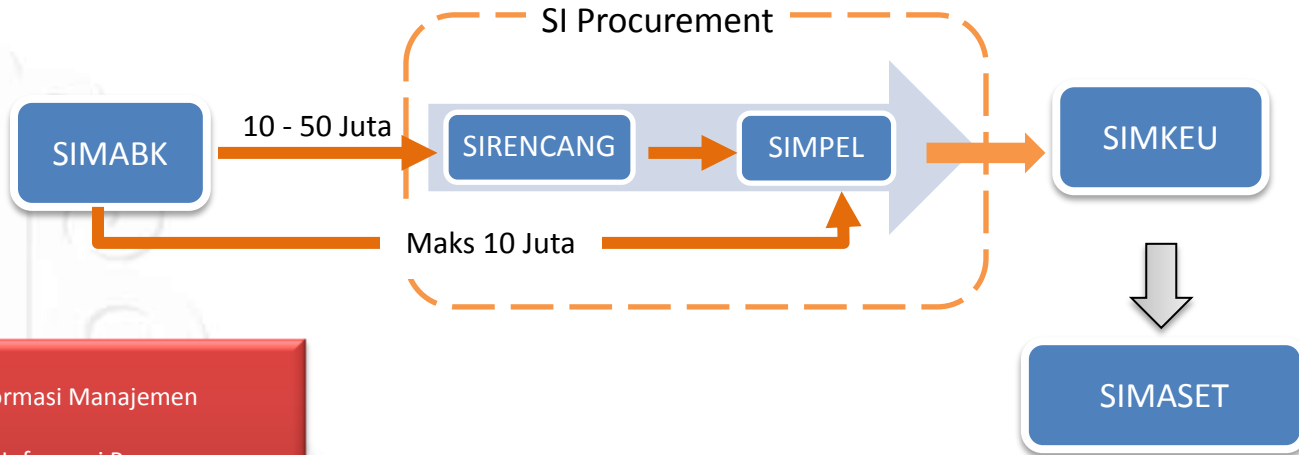 SI Procurement
10 - 50 Juta
SIMABK
SIRENCANG
SIMPEL
SIMKEU
Maks 10 Juta
SIMASET
ormasi Manajemen